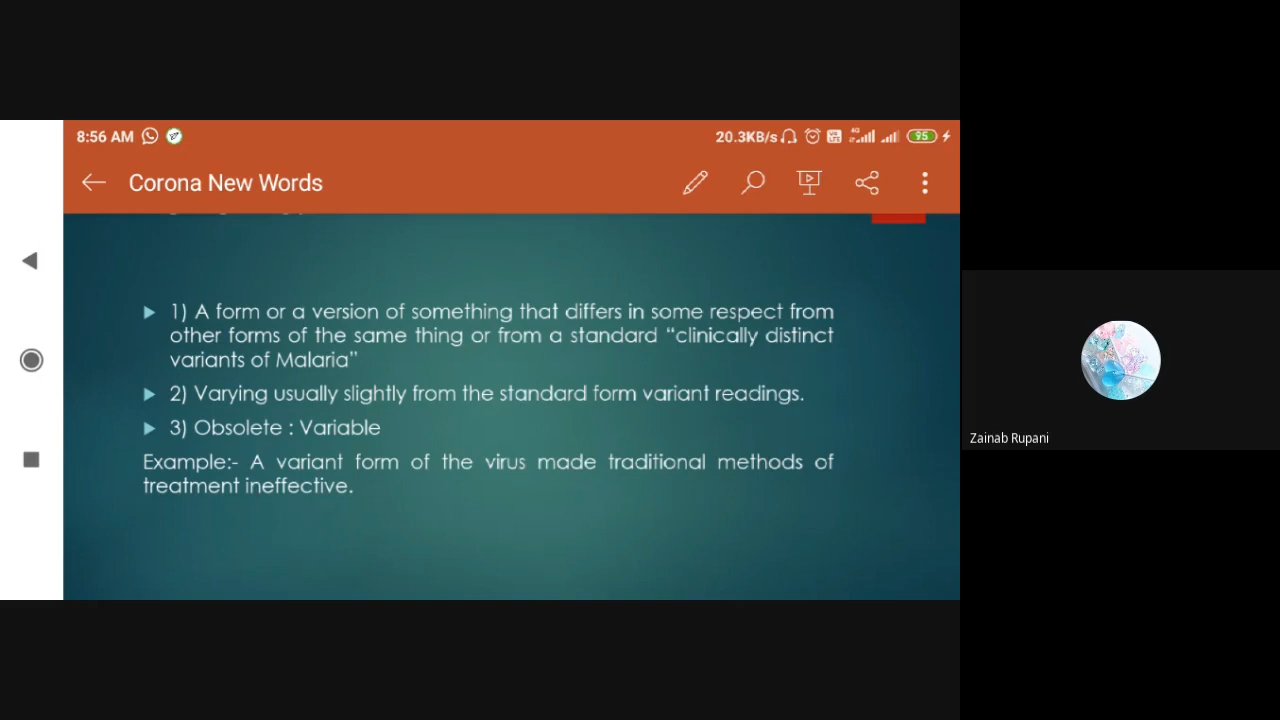 8:56 AM
20.3KB/s
4G
95
Corona New Words
1) A form or a version of something that differs in some respect from
other forms of the same thing or from a standard “clinically distinct
variants of Malaria”
2) Varying usually slightly from the standard form variant readings.
3) Obsolete : Variable
Example:- A variant form of the virus made traditional methods of
treatment ineffective.
Zainab Rupani